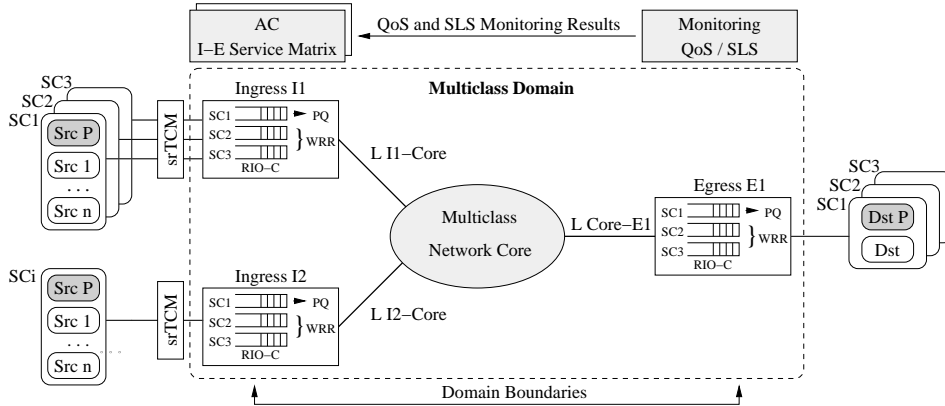 AC
I−E Service Matrix
QoS and SLS Monitoring Results
Monitoring
QoS / SLS
Multiclass Domain
SC3
SC2
SC1
Src P
Src 1
. . .
Src n
srTCM
Ingress I1
SC1
SC2
SC3
PQ
WRR
RIO−C
L I1−Core
Multiclass
Network Core
L Core−E1
Egress E1
SC1
SC2
SC3
PQ
WRR
RIO−C
SC3
SC2
SC1
Dst P
Dst
SCi
Src P
Src 1
. . .
Src n
srTCM
Ingress I2
SC1
SC2
SC3
PQ
WRR
RIO−C
L I2−Core
Domain Boundaries